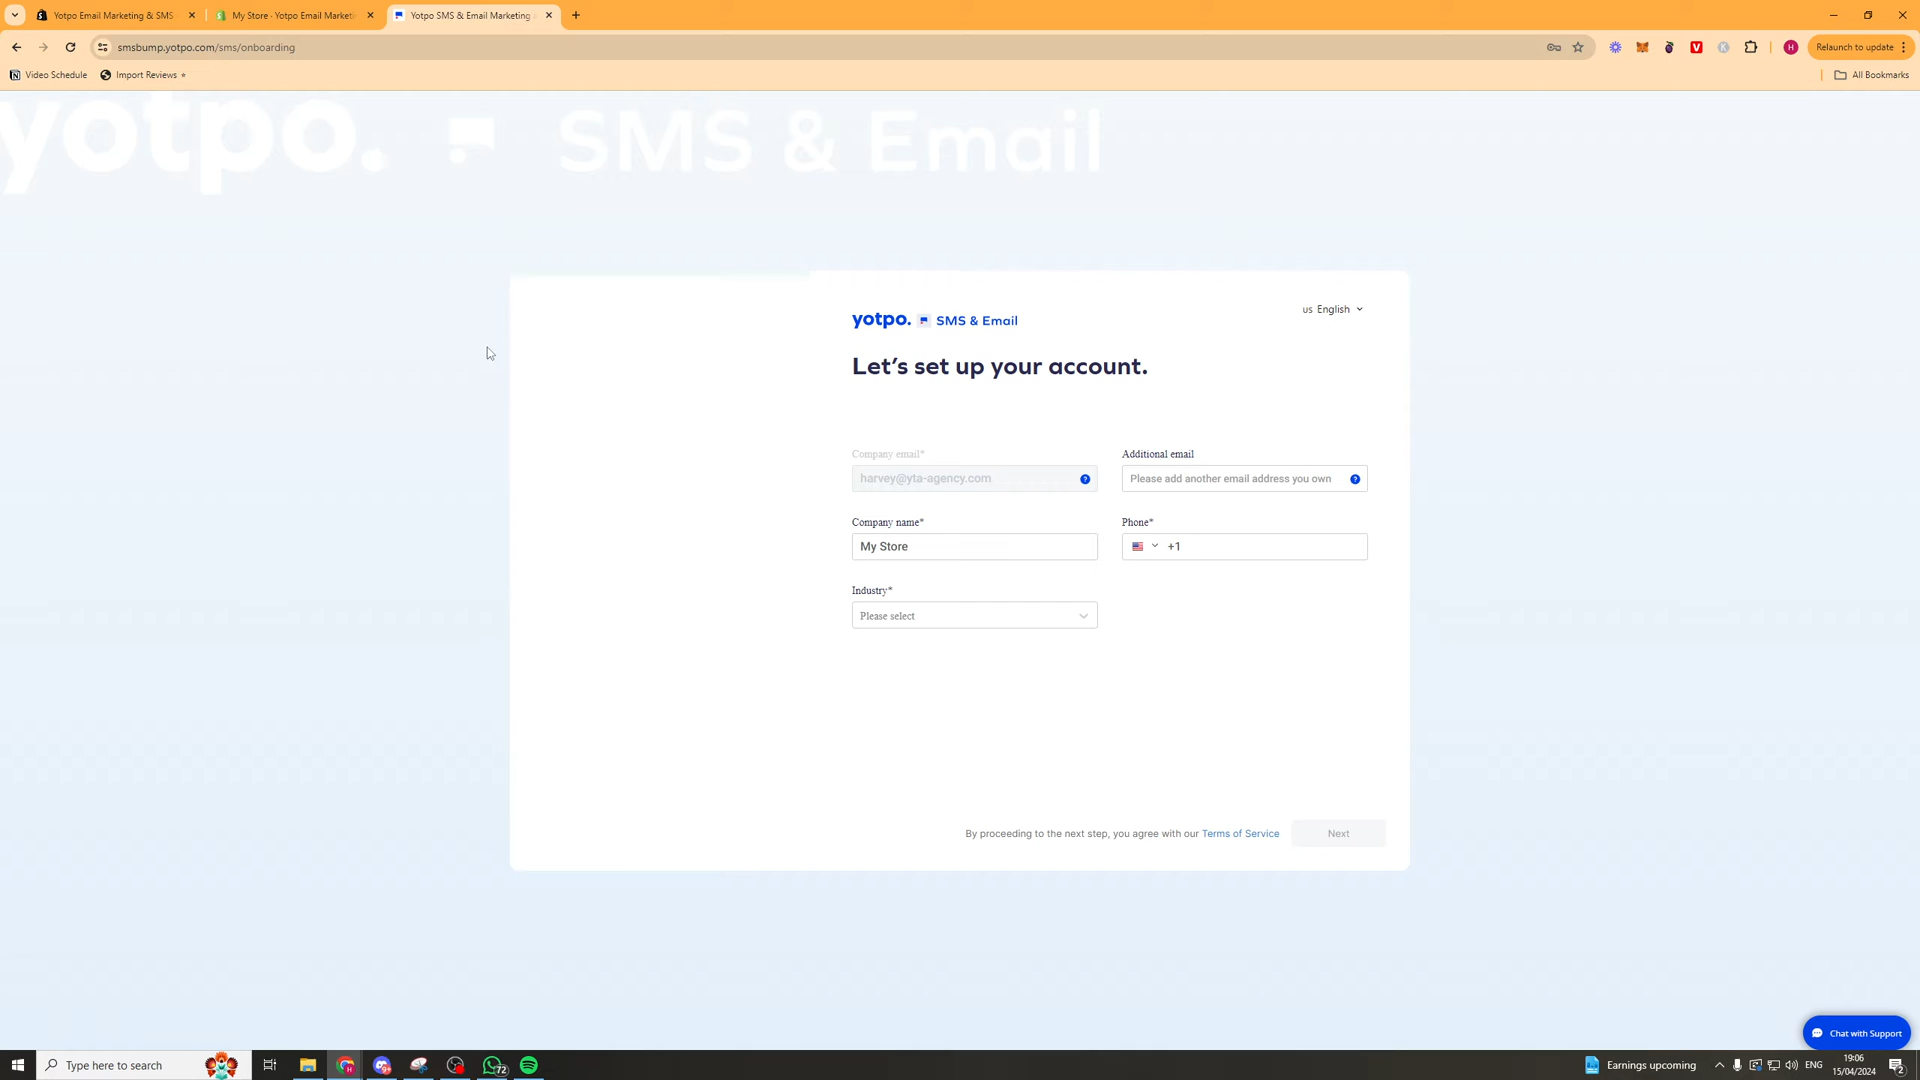 Yotpo Email Marketing & SMS
My Store · Yotpo Email Marketi
Yotpo SMS & Email Marketing
smsbump.yotpo.com/sms/onboarding
H
Relaunch to update
Video Schedule
Import Reviews ⭑
All Bookmarks
yotpo. SMS & Email
yotpo. SMS & Email
us English
Let's set up your account.
Company email*
Additional email
harvey@yta-agency.com
Please add another email address you own
Company name*
Phone*
My Store
+1
Industry*
Please select
By proceeding to the next step, you agree with our Terms of Service
Next
Chat with Support
Type here to search
72
Earnings upcoming
ENG
19:06
15/04/2024
2